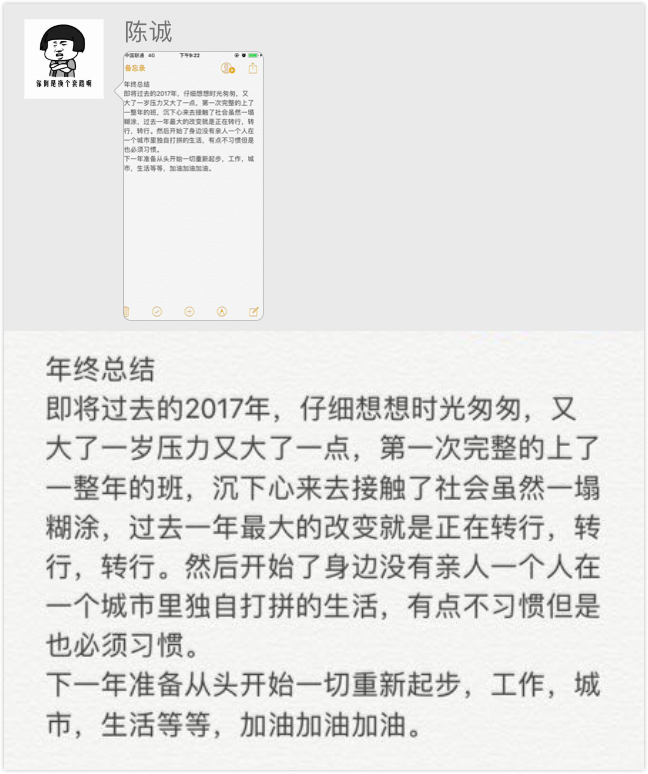 陈诚
你倒是换个套路啊
中国联通 4G 下午9:22
备忘录
年终总结
即将过去的2017年，仔细想想时光匆匆，又
大了一岁压力又大了一点，第一次完整的上了
一整年的班，沉下心来去接触了社会虽然一塌
糊涂，过去一年最大的改变就是正在转行，转
行，转行。然后开始了身边没有亲人一个人在
一个城市里独自打拼的生活，有点不习惯但是
也必须习惯。
下一年准备从头开始一切重新起步，工作，城
市，生活等等，加油加油加油。
年终总结
即将过去的2017年，仔细想想时光匆匆，又
大了一岁压力又大了一点，第一次完整的上了
一整年的班，沉下心来去接触了社会虽然一塌
糊涂，过去一年最大的改变就是正在转行，转
行，转行。然后开始了身边没有亲人一个人在
一个城市里独自打拼的生活，有点不习惯但是
也必须习惯。
下一年准备从头开始一切重新起步，工作，城
市，生活等等，加油加油加油。